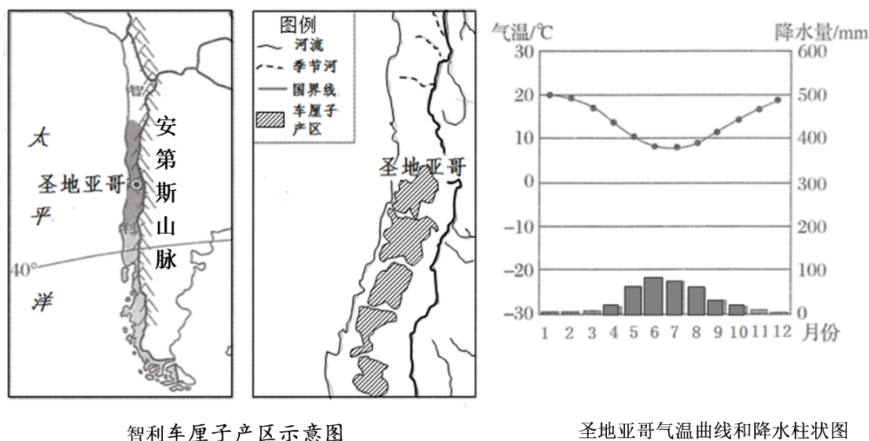 智
利
安
第
斯
山
脉
太
平
洋
圣地亚哥
40°
图例
河流
季节河
国界线
车厘子
产区
圣地亚哥
智利车厘子产区示意图
气温/℃
降水量/mm
30
20
10
0
-10
-20
-30
600
500
400
300
200
100
0
1 2 3 4 5 6 7 8 9 10 11 12 月份
圣地亚哥气温曲线和降水柱状图